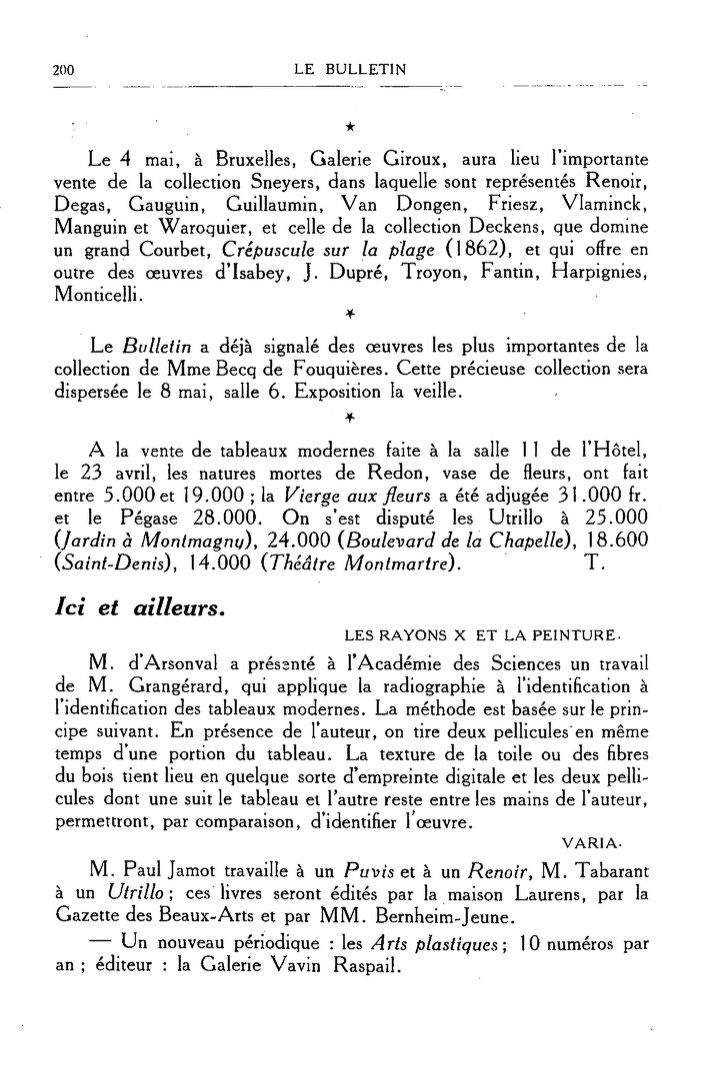 200 LE BULLETIN
★
Le 4 mai, à Bruxelles, Galerie Giroux, aura lieu l'importante
vente de la collection Sneyers, dans laquelle sont représentés Renoir,
Degas, Gauguin, Guillaumin, Van Dongen, Friesz, Vlaminck,
Manguin et Waroquier, et celle de la collection Deckens, que domine
un grand Courbet, Crépuscule sur la plage (1862), et qui offre en
outre des œuvres d'Isabey, J. Dupré, Troyon, Fantin, Harpignies,
Monticelli.
★
Le Bulletin a déjà signalé des œuvres les plus importantes de la
collection de Mme Becq de Fouquières. Cette précieuse collection sera
dispersée le 8 mai, salle 6. Exposition la veille.
★
A la vente de tableaux modernes faite à la salle 11 de l'Hôtel,
le 23 avril, les natures mortes de Redon, vase de fleurs, ont fait
entre 5.000 et 19.000 ; la Vierge aux fleurs a été adjugée 31.000 fr.
et le Pégase 28.000. On s'est disputé les Utrillo à 25.000
(Jardin à Montmagny), 24.000 (Boulevard de la Chapelle), 18.600
(Saint-Denis), 14.000 (Théâtre Montmartre). T.
Ici et ailleurs.
LES RAYONS X ET LA PEINTURE.
M. d'Arsonval a présenté à l'Académie des Sciences un travail
de M. Grangérard, qui applique la radiographie à l'identification à
l'identification des tableaux modernes. La méthode est basée sur le prin-
cipe suivant. En présence de l'auteur, on tire deux pellicules en même
temps d'une portion du tableau. La texture de la toile ou des fibres
du bois tient lieu en quelque sorte d'empreinte digitale et les deux pelli-
cules dont une suit le tableau et l'autre reste entre les mains de l'auteur,
permettront, par comparaison, d'identifier l'œuvre.
VARIA.
M. Paul Jamot travaille à un Puvis et à un Renoir, M. Tabarant
à un Utrillo ; ces livres seront édités par la maison Laurens, par la
Gazette des Beaux-Arts et par MM. Bernheim-Jeune.
— Un nouveau périodique : les Arts plastiques ; 10 numéros par
an ; éditeur : la Galerie Vavin Raspail.